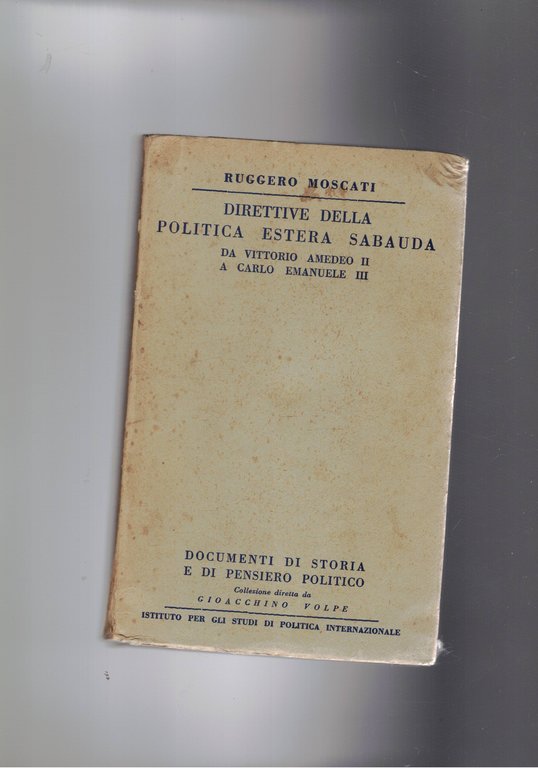 RUGGERO MOSCATI
DIRETTIVE DELLA
POLITICA ESTERA SABAUDA
DA VITTORIO AMEDEO II
A CARLO EMANUELE III
DOCUMENTI DI STORIA
E DI PENSIERO POLITICO
Collezione diretta da
GIOACCHINO VOLPE
ISTITUTO PER GLI STUDI DI POLITICA INTERNAZIONALE